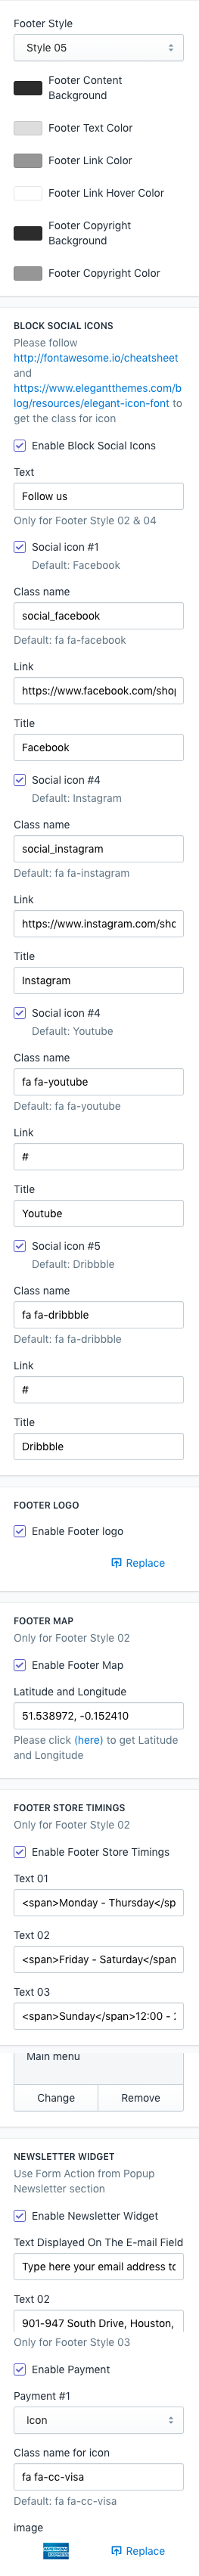 Footer Style
Style 05
Footer Content
Background
Footer Text Color
Footer Link Color
Footer Link Hover Color
Footer Copyright
Background
Footer Copyright Color
BLOCK SOCIAL ICONS
Please follow
http://fontawesome.io/cheatsheet
and
https://www.elegantthemes.com/b
log/resources/elegant-icon-font to
get the class for icon
Enable Block Social Icons
Text
Follow us
Only for Footer Style 02 & 04
Social icon #1
Default: Facebook
Class name
social_facebook
Default: fa fa-facebook
Link
https://www.facebook.com/shop
Title
Facebook
Social icon #4
Default: Instagram
Class name
social_instagram
Default: fa fa-instagram
Link
https://www.instagram.com/sho
Title
Instagram
Social icon #4
Default: Youtube
Class name
fa fa-youtube
Default: fa fa-youtube
Link
#
Title
Youtube
Social icon #5
Default: Dribbble
Class name
fa fa-dribbble
Default: fa fa-dribbble
Link
#
Title
Dribbble
FOOTER LOGO
Enable Footer logo
Replace
FOOTER MAP
Only for Footer Style 02
Enable Footer Map
Latitude and Longitude
51.538972, -0.152410
Please click (here) to get Latitude
and Longitude
FOOTER STORE TIMINGS
Only for Footer Style 02
Enable Footer Store Timings
Text 01
<span>Monday - Thursday</sp
Text 02
<span>Friday - Saturday</span
Text 03
<span>Sunday</span>12:00 -
Main menu
Change
Remove
NEWSLETTER WIDGET
Use Form Action from Popup
Newsletter section
Enable Newsletter Widget
Text Displayed On The E-mail Field
Type here your email address to
Text 02
901-947 South Drive, Houston,
Only for Footer Style 03
Enable Payment
Payment #1
Icon
Class name for icon
fa fa-cc-visa
Default: fa fa-cc-visa
image
AMERICAN
EXPRESS
Replace